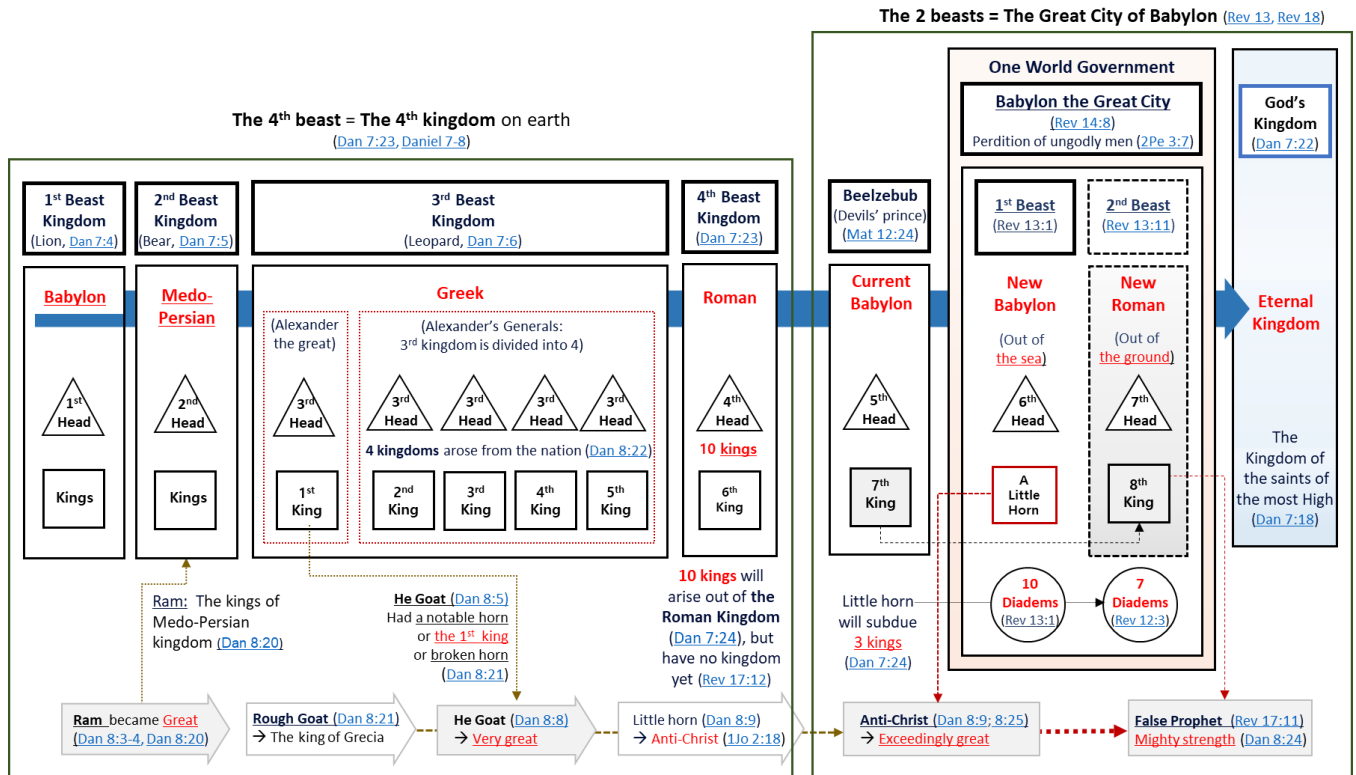 The 2 beasts = The Great City of Babylon (Rev 13, Rev 18)
The 4th beast = The 4th kingdom on earth
(Dan 7:23, Daniel 7-8)
1st Beast
Kingdom
(Lion, Dan 7:4)
2nd Beast
Kingdom
(Bear, Dan 7:5)
3rd Beast
Kingdom
(Leopard, Dan 7:6)
4th Beast
Kingdom
(Dan 7:23)
Babylon
1st
Head
Kings
Medo-
Persian
2nd
Head
Kings
Greek
(Alexander
the great)
3rd
Head
1st
King
(Alexander's Generals:
3rd kingdom is divided into 4)
3rd
Head
3rd
Head
3rd
Head
3rd
Head
4 kingdoms arose from the nation (Dan 8:22)
2nd
King
3rd
King
4th
King
5th
King
Roman
4th
Head
10 kings
6th
King
Beelzebub
(Devils' prince)
(Mat 12:24)
Current
Babylon
5th
Head
7th
King
One World Government
Babylon the Great City
(Rev 14:8)
Perdition of ungodly men (2Pe 3:7)
1st Beast
(Rev 13:1)
New
Babylon
(Out of
the sea)
6th
Head
A
Little
Horn
10
Diadems
(Rev 13:1)
2nd Beast
(Rev 13:11)
New
Roman
(Out of
the ground)
7th
Head
8th
King
7
Diadems
(Rev 12:3)
God's
Kingdom
(Dan 7:22)
Eternal
Kingdom
The
Kingdom of
the saints of
the most High
(Dan 7:18)
Ram: The kings of
Medo-Persian
kingdom (Dan 8:20)
He Goat (Dan 8:5)
Had a notable horn
or the 1st king
or broken horn
(Dan 8:21)
10 kings will
arise out of the
Roman Kingdom
(Dan 7:24), but
have no kingdom
yet (Rev 17:12)
Little horn
will subdue
3 kings
(Dan 7:24)
Ram became Great
(Dan 8:3-4, Dan 8:20)
Rough Goat (Dan 8:21)
→ The king of Grecia
He Goat (Dan 8:8)
→ Very great
Little horn (Dan 8:9)
→ Anti-Christ (1Jo 2:18)
Anti-Christ (Dan 8:9; 8:25)
→ Exceedingly great
False Prophet (Rev 17:11)
Mighty strength (Dan 8:24)